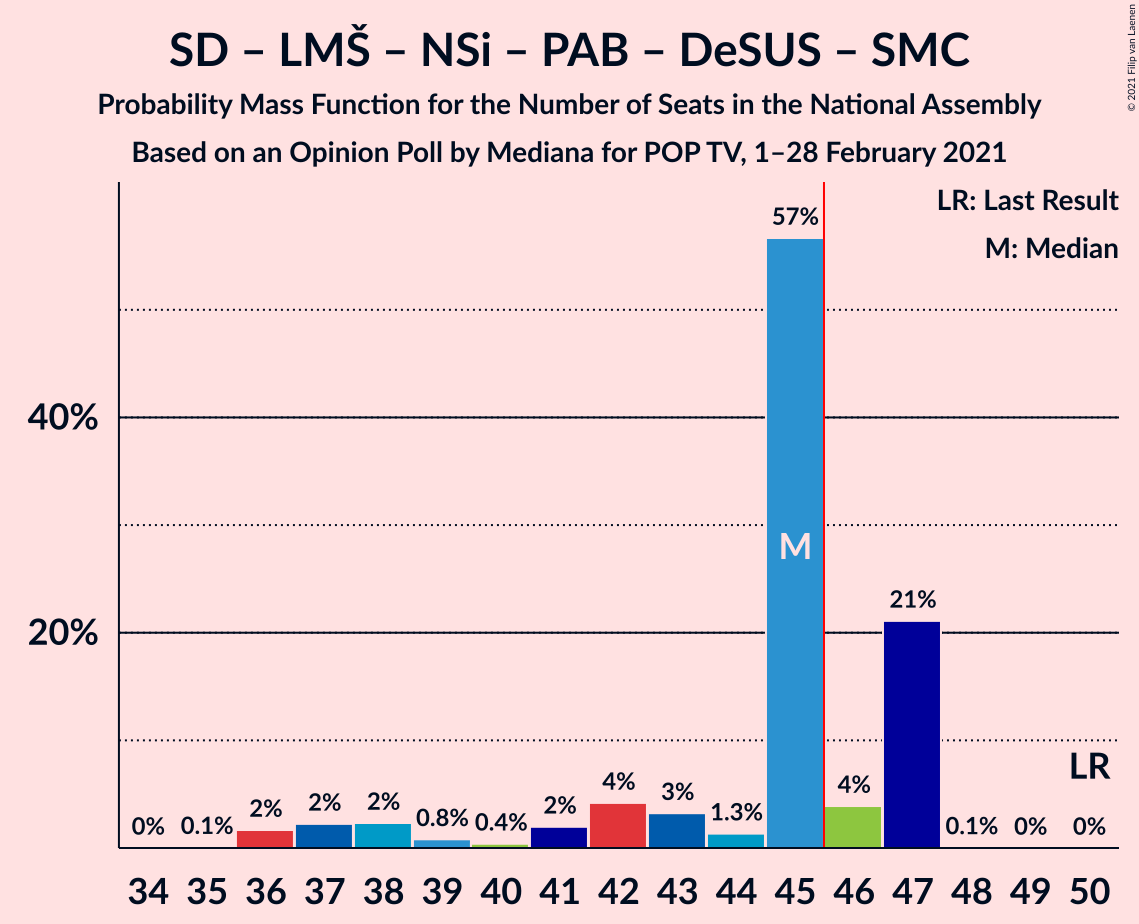 SD – LMŠ – NSi – PAB – DeSUS – SMC
Probability Mass Function for the Number of Seats in the National Assembly
Based on an Opinion Poll by Mediana for POP TV, 1–28 February 2021
© 2021 Filip van Laenen
LR: Last Result
M: Median
40%
20%
0%
0.1%
2%
2%
2%
0.8%
0.4%
2%
4%
3%
1.3%
57%
4%
21%
0.1%
0%
0%
M
LR
34 35 36 37 38 39 40 41 42 43 44 45 46 47 48 49 50